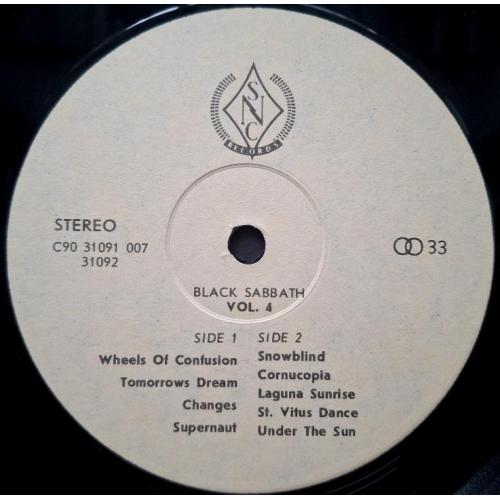 S
N
C
RECORDS
STEREO
C90 31091 007
31092
33
BLACK SABBATH
VOL. 4
SIDE 1
Wheels Of Confusion
Tomorrows Dream
Changes
Supernaut
SIDE 2
Snowblind
Cornucopia
Laguna Sunrise
St. Vitus Dance
Under The Sun